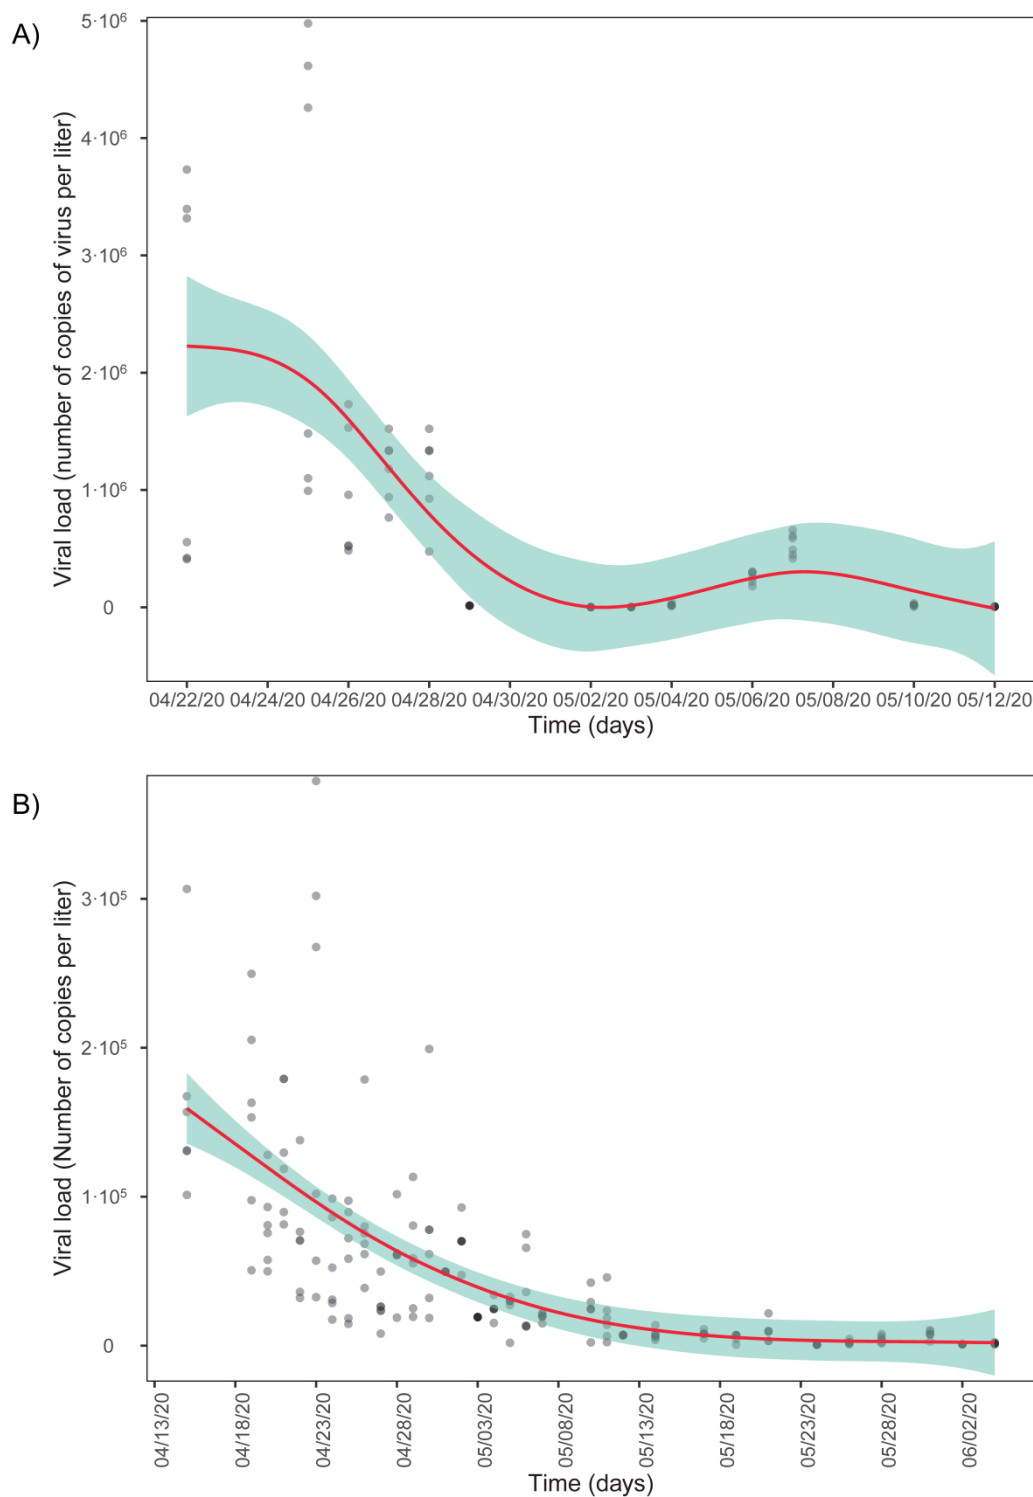 A)
Viral load (number of copies of virus per liter)
5·10⁶
4·10⁶
3·10⁶
2·10⁶
1·10⁶
0
04/22/20 04/24/20 04/26/20 04/28/20 04/30/20 05/02/20 05/04/20 05/06/20 05/08/20 05/10/20 05/12/20
Time (days)
B)
Viral load (Number of copies per liter)
3·10⁵
2·10⁵
1·10⁵
0
04/13/20 04/18/20 04/23/20 04/28/20 05/03/20 05/08/20 05/13/20 05/18/20 05/23/20 05/28/20 06/02/20
Time (days)